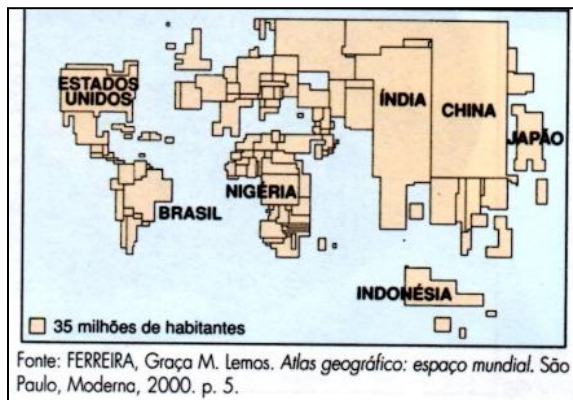 ESTADOS
UNIDOS
ÍNDIA
CHINA
JAPÃO
NIGÉRIA
BRASIL
INDONÉSIA
35 milhões de habitantes
Fonte: FERREIRA, Graça M. Lemos. Atlas geográfico: espaço mundial. São
Paulo, Moderna, 2000. p. 5.